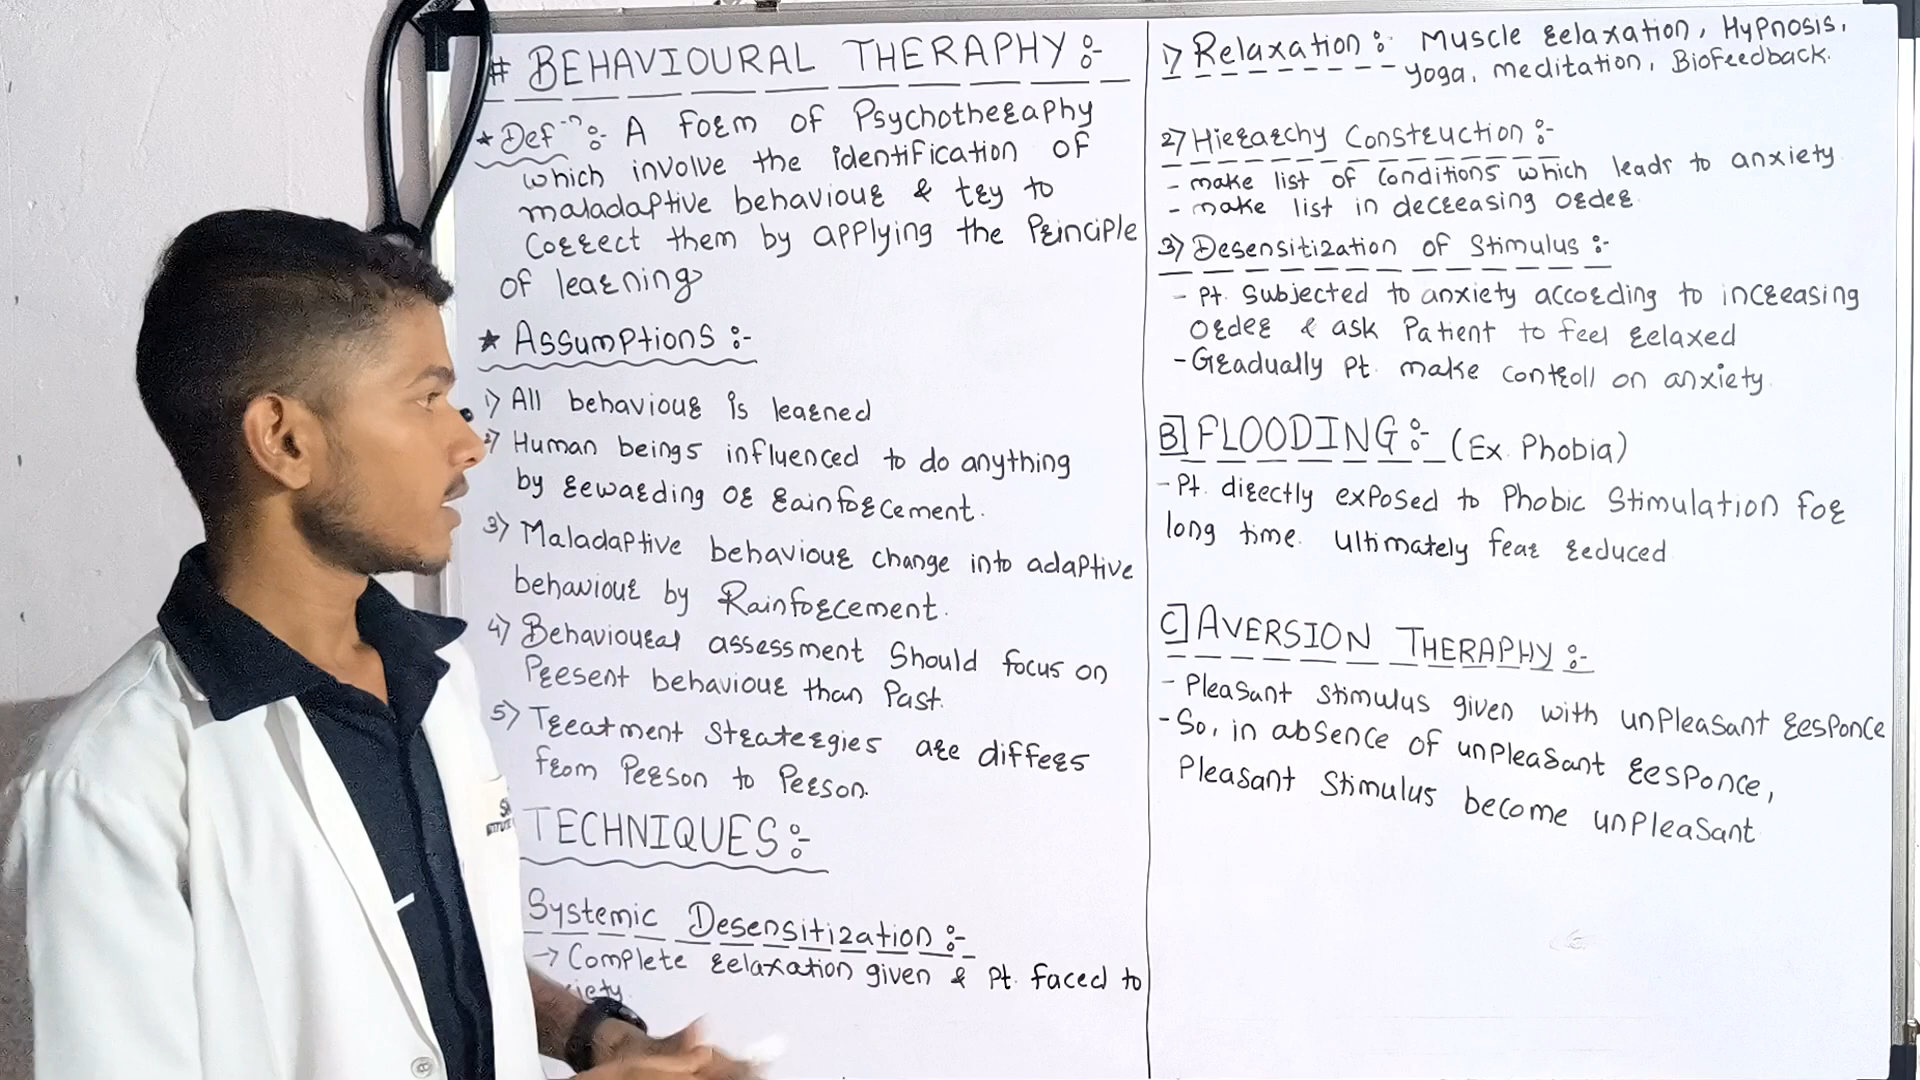 # BEHAVIOURAL THERAPHY :-
* Defⁿ :- A form of Psychotheraphy
which involve the identification of
maladaptive behaviour & try to
Correct them by applying the Principle
of learning
* Assumptions :-
1) All behaviour is learned
2) Human beings influenced to do anything
by rewarding or rainforcement.
3) Maladaptive behaviour change into adaptive
behaviour by Rainforcement.
4) Behavioural assessment should focus on
Present behaviour than Past.
5) Treatment Stratergies are differs
from Person to Person.
TECHNIQUES :-
Systemic Desensitization :-
→ Complete relaxation given & Pt. faced to
1) Relaxation :- Muscle relaxation, Hypnosis,
Yoga, meditation, Biofeedback.
2) Hierarchy Construction :-
- make list of conditions which leads to anxiety
- make list in decreasing order
3) Desensitization of Stimulus :-
- Pt. Subjected to anxiety according to increasing
order & ask Patient to feel relaxed
- Gradually Pt. make controll on anxiety.
B] FLOODING :- (Ex. Phobia)
- Pt. directly exposed to Phobic Stimulation for
long time. Ultimately fear reduced
C] AVERSION THERAPHY :-
- Pleasant stimulus given with unpleasant responce
- So, in absence of unpleasant responce,
Pleasant Stimulus become unpleasant